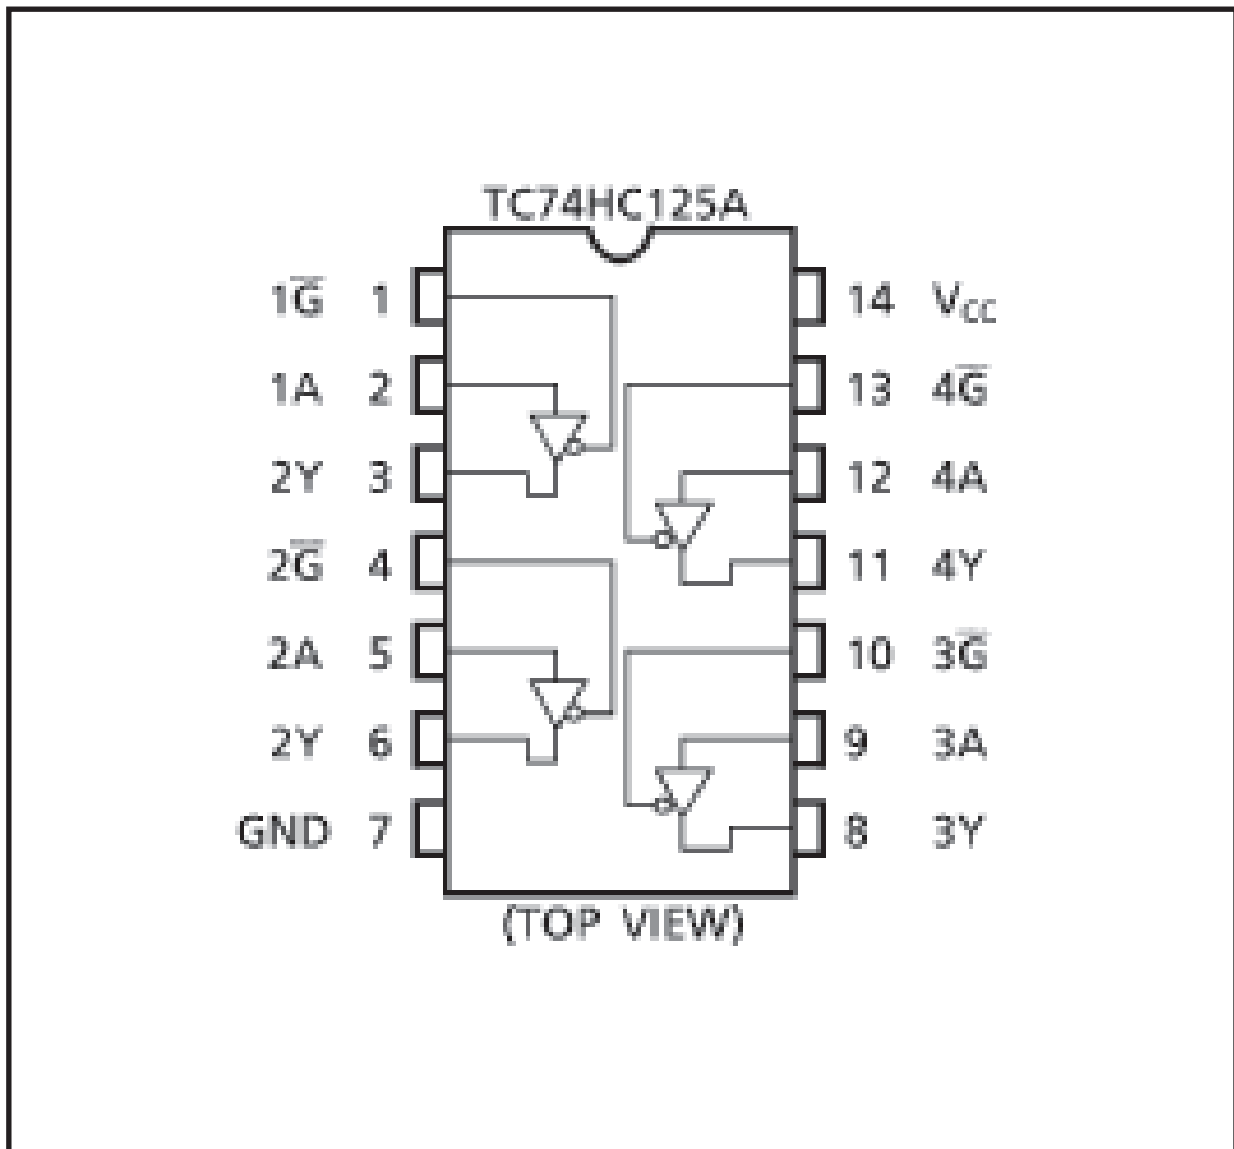 TC74HC125A
1G̅ 1 14 VCC
1A 2 13 4G̅
2Y 3 12 4A
2G̅ 4 11 4Y
2A 5 10 3G̅
2Y 6 9 3A
GND 7 8 3Y
(TOP VIEW)